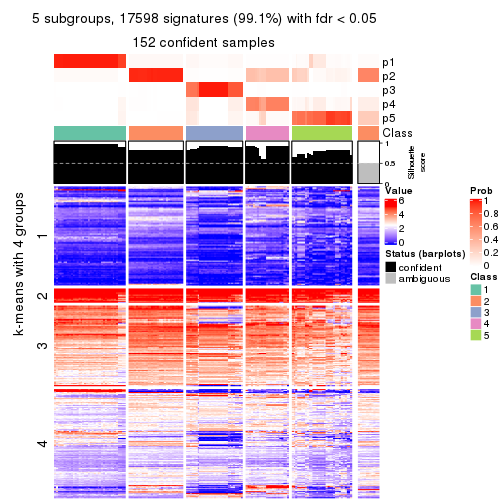 5 subgroups, 17598 signatures (99.1%) with fdr < 0.05
152 confident samples
p1
p2
p3
p4
p5
Class
1
0.5
0
Silhouette
score
k-means with 4 groups
1
2
3
4
Value
6
4
2
0
Status (barplots)
confident
ambiguous
Prob
1
0.8
0.6
0.4
0.2
0
Class
1
2
3
4
5